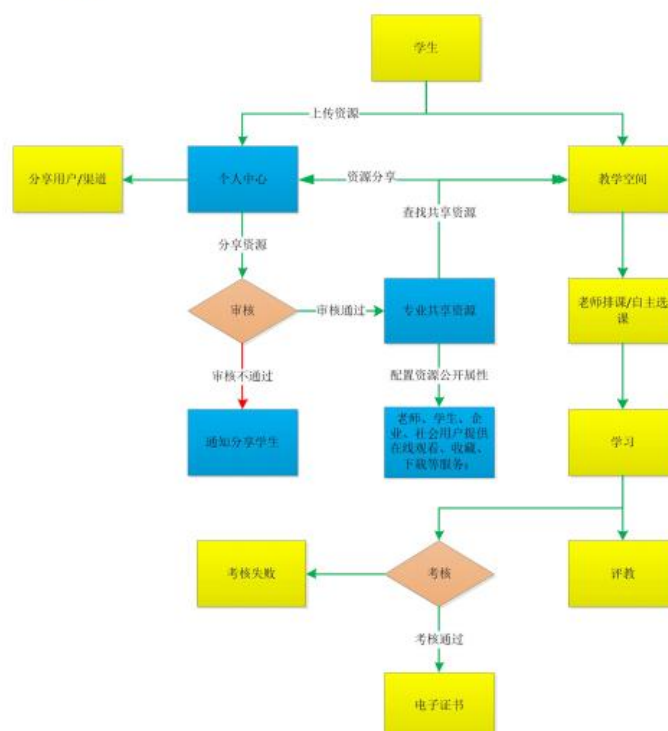 学生
上传资源
分享用户/渠道
个人中心
资源分享
教学空间
查找共享资源
分享资源
审核
审核通过
专业共享资源
老师排课/自主选
课
审核不通过
配置资源公开属性
通知分享学生
老师、学生、企
业、社会用户提供
在线观看、收藏、
下载等服务；
学习
考核失败
考核
评教
考核通过
电子证书